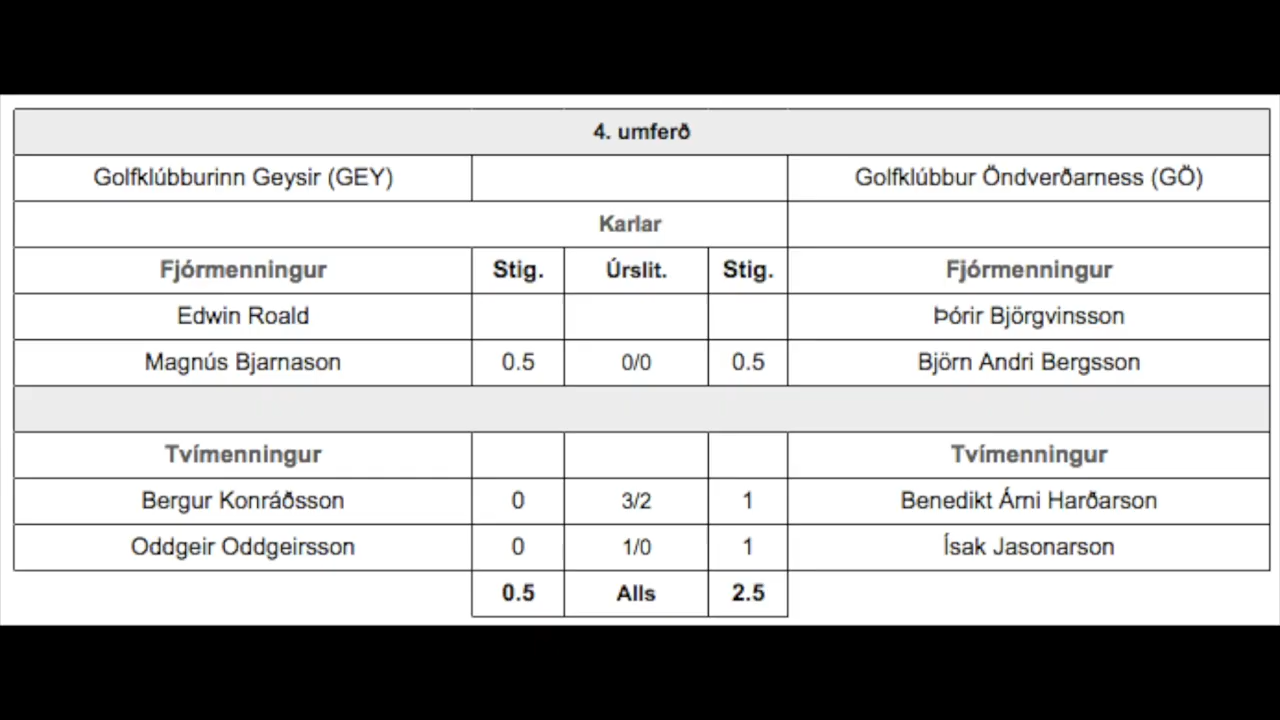 4. umferð
Golfklúbburinn Geysir (GEY) Golfklúbbur Öndverðarness (GÖ)
Karlar
Fjórmenningur Stig. Úrslit. Stig. Fjórmenningur
Edwin Roald Þórir Björgvinsson
Magnús Bjarnason 0.5 0/0 0.5 Björn Andri Bergsson
Tvímenningur Tvímenningur
Bergur Konráðsson 0 3/2 1 Benedikt Árni Harðarson
Oddgeir Oddgeirsson 0 1/0 1 Ísak Jasonarson
0.5 Alls 2.5